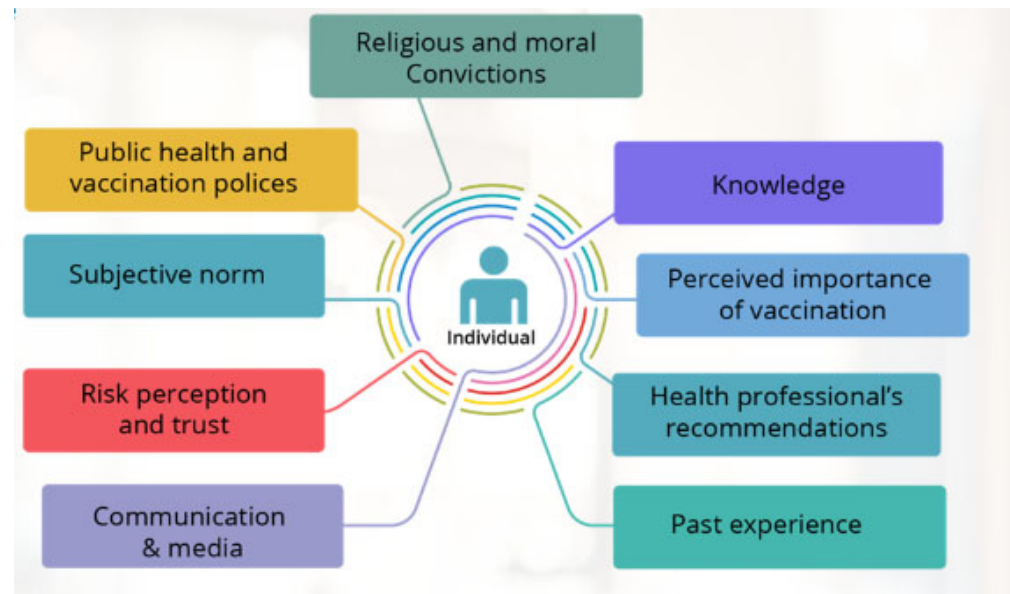 Religious and moral
Convictions
Public health and
vaccination polices
Knowledge
Subjective norm
Perceived importance
of vaccination
Individual
Risk perception
and trust
Health professional's
recommendations
Communication
& media
Past experience